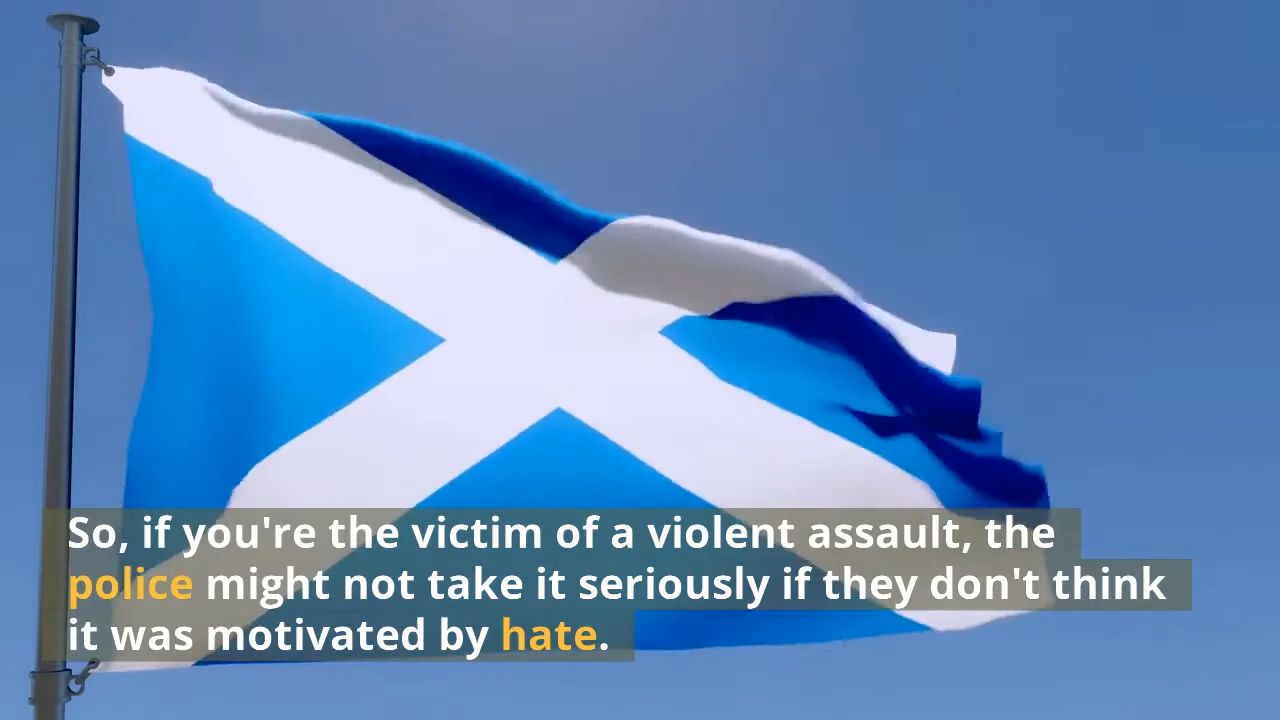 So, if you're the victim of a violent assault, the
police might not take it seriously if they don't think
it was motivated by hate.